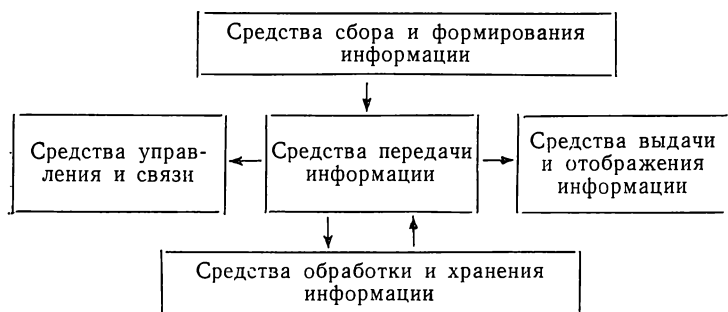 Средства сбора и формирования
информации
Средства управ-
ления и связи
Средства передачи
информации
Средства выдачи
и отображения
информации
Средства обработки и хранения
информации